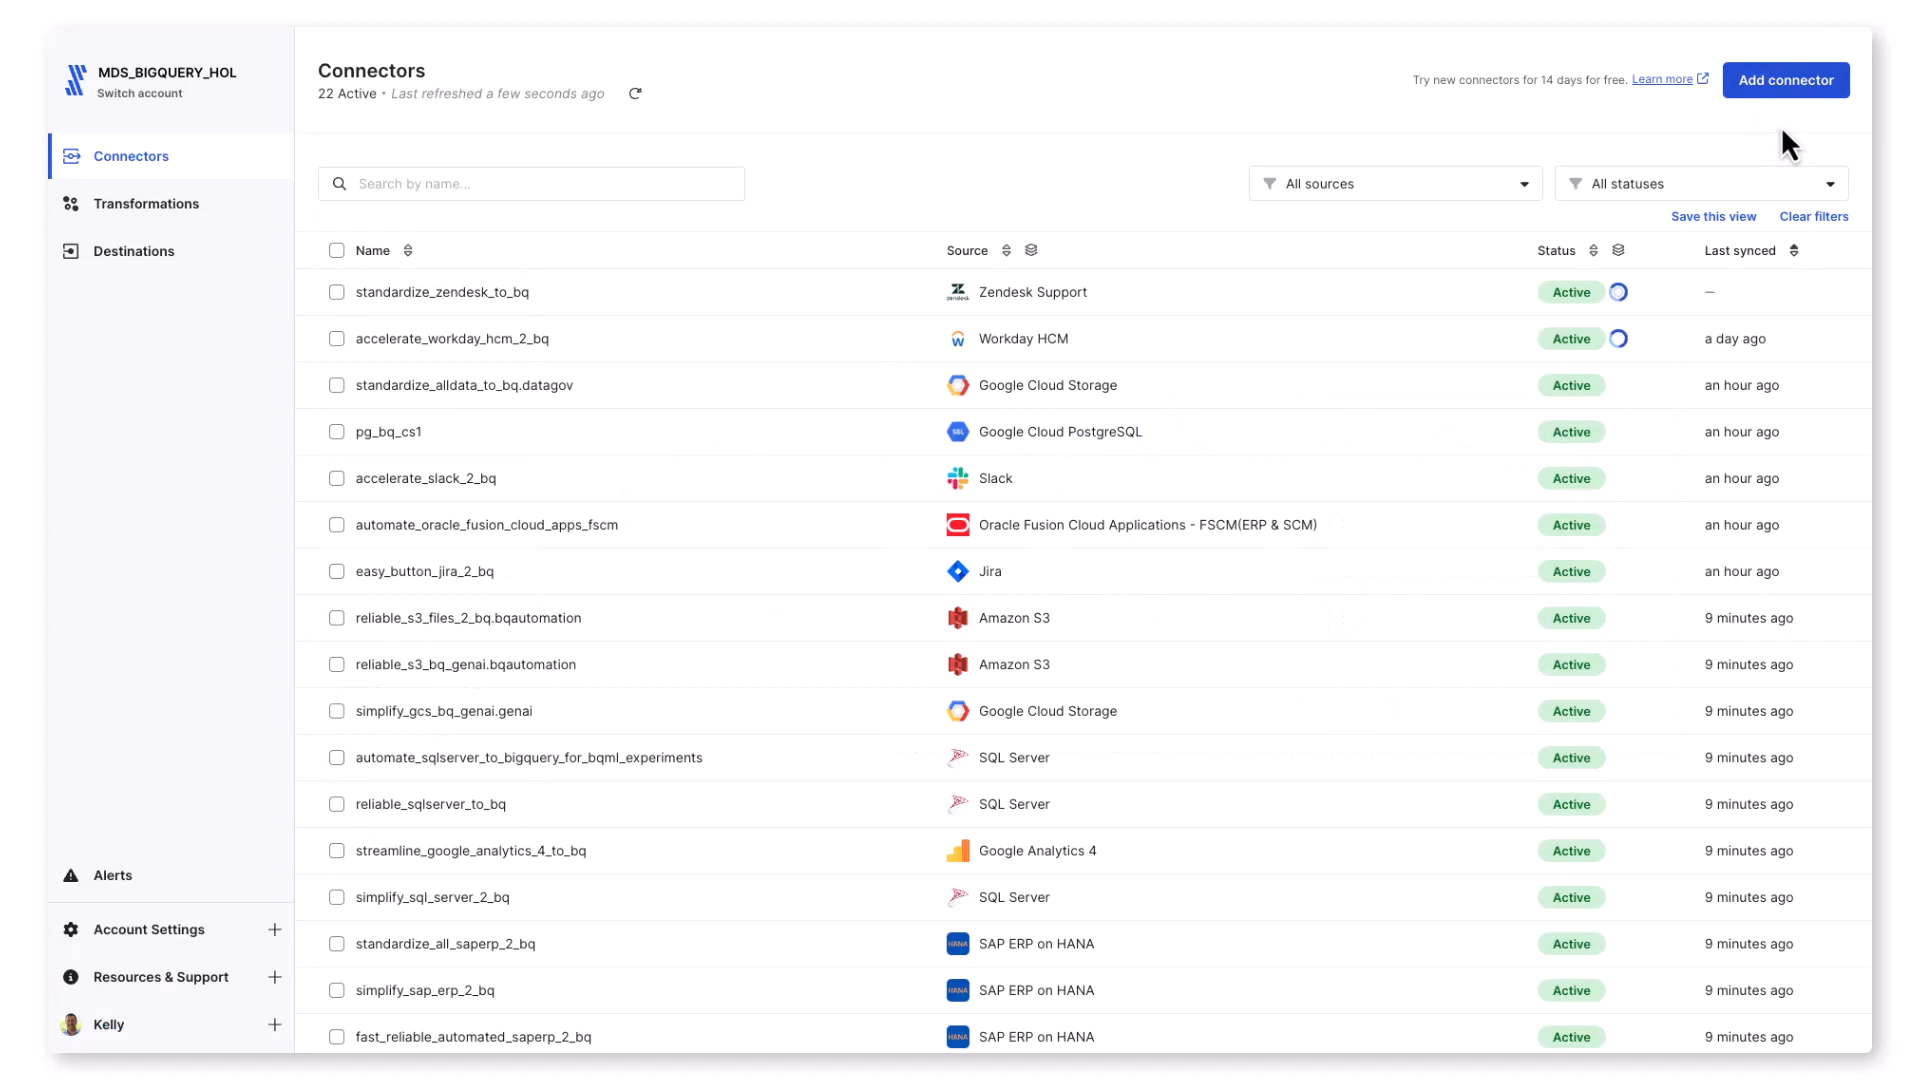 MDS_BIGQUERY_HOL
Switch account
Connectors
Transformations
Destinations
Alerts
Account Settings
Resources & Support
Kelly
Connectors
22 Active • Last refreshed a few seconds ago
Try new connectors for 14 days for free. Learn more
Add connector
Search by name...
All sources
All statuses
Save this view Clear filters
Name Source Status Last synced
standardize_zendesk_to_bq zendesk Zendesk Support Active —
accelerate_workday_hcm_2_bq W Workday HCM Active a day ago
standardize_alldata_to_bq.datagov Google Cloud Storage Active an hour ago
pg_bq_cs1 SQL Google Cloud PostgreSQL Active an hour ago
accelerate_slack_2_bq Slack Active an hour ago
automate_oracle_fusion_cloud_apps_fscm Oracle Fusion Cloud Applications - FSCM(ERP & SCM) Active an hour ago
easy_button_jira_2_bq Jira Active an hour ago
reliable_s3_files_2_bq.bqautomation Amazon S3 Active 9 minutes ago
reliable_s3_bq_genai.bqautomation Amazon S3 Active 9 minutes ago
simplify_gcs_bq_genai.genai Google Cloud Storage Active 9 minutes ago
automate_sqlserver_to_bigquery_for_bqml_experiments SQL Server Active 9 minutes ago
reliable_sqlserver_to_bq SQL Server Active 9 minutes ago
streamline_google_analytics_4_to_bq Google Analytics 4 Active 9 minutes ago
simplify_sql_server_2_bq SQL Server Active 9 minutes ago
standardize_all_saperp_2_bq HANA SAP ERP on HANA Active 9 minutes ago
simplify_sap_erp_2_bq HANA SAP ERP on HANA Active 9 minutes ago
fast_reliable_automated_saperp_2_bq HANA SAP ERP on HANA Active 9 minutes ago